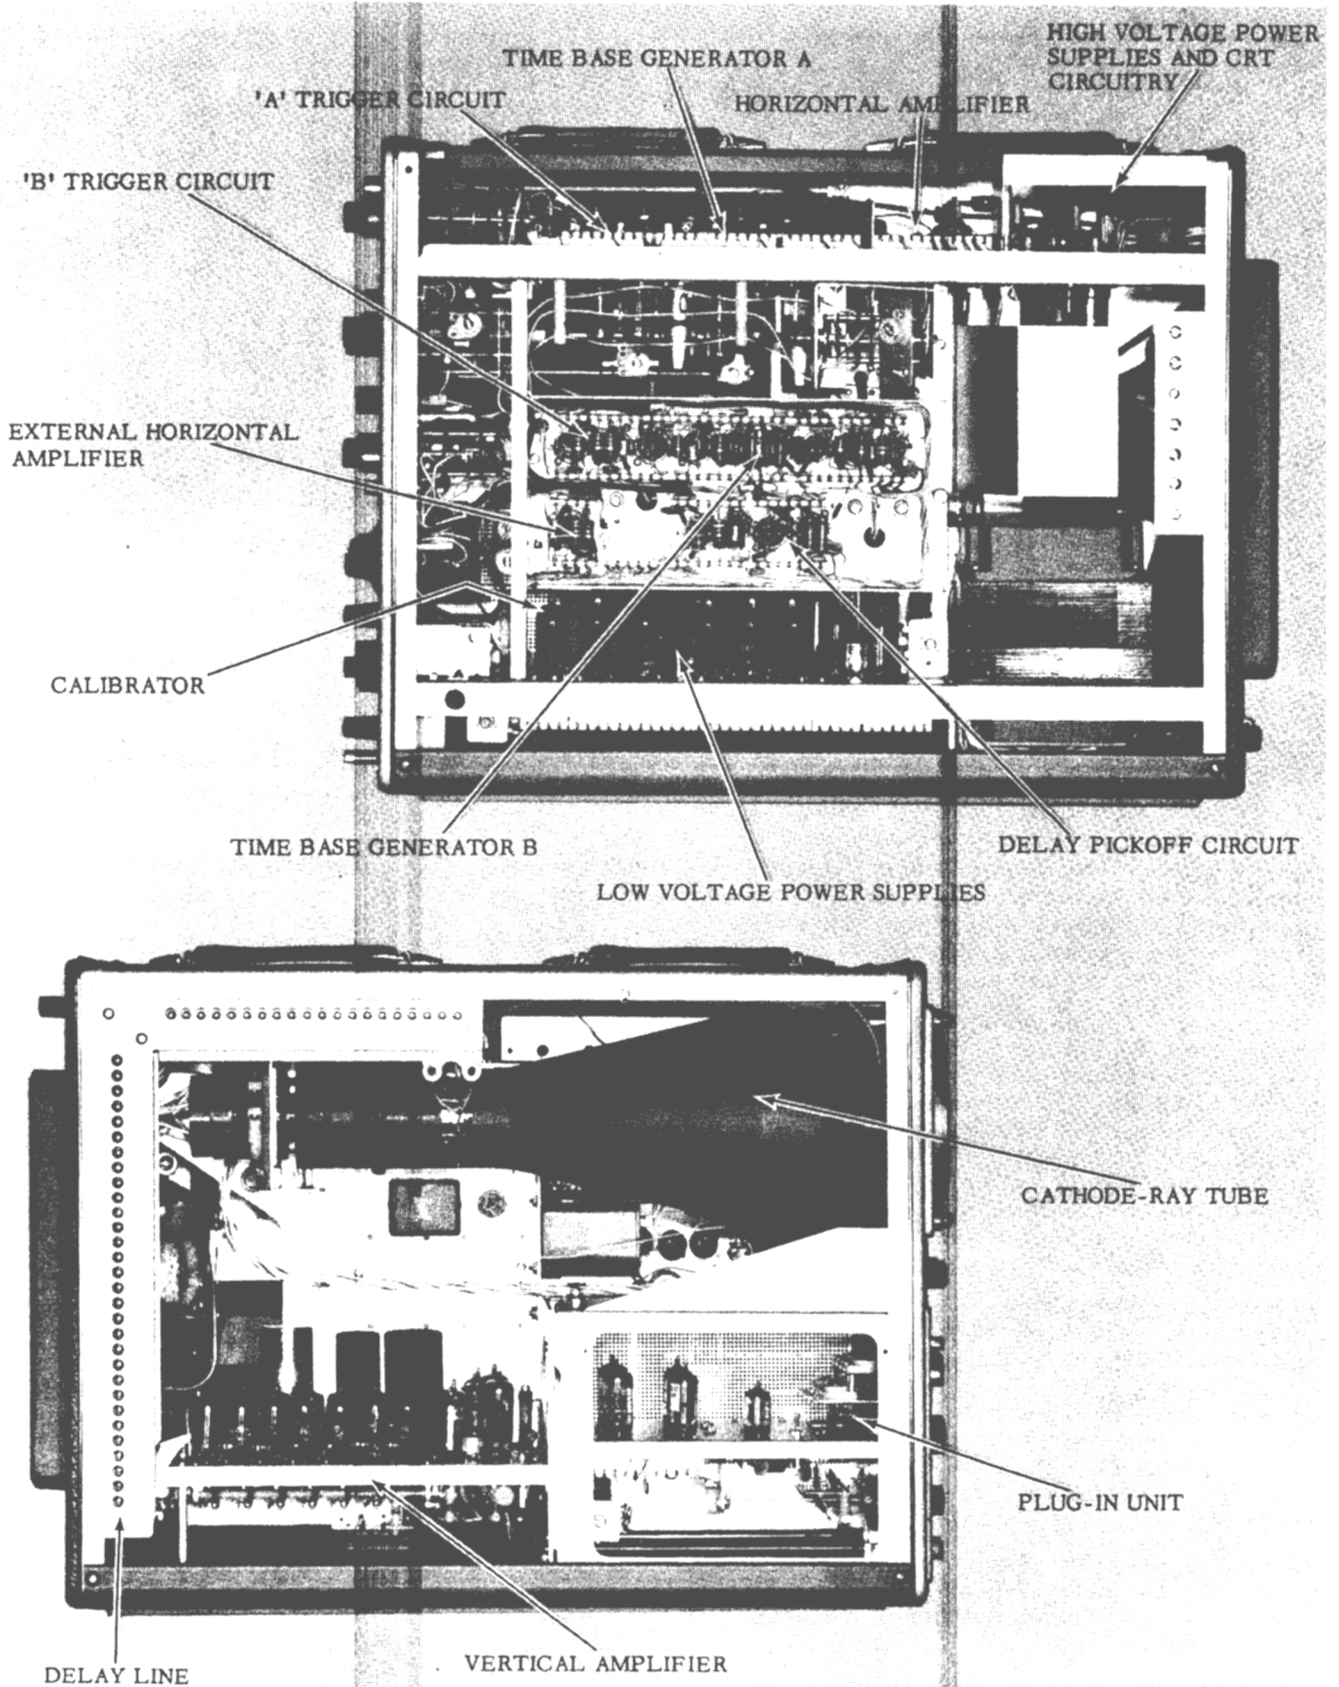 HIGH VOLTAGE POWER
SUPPLIES AND CRT
CIRCUITRY
TIME BASE GENERATOR A
'A' TRIGGER CIRCUIT
HORIZONTAL AMPLIFIER
'B' TRIGGER CIRCUIT
EXTERNAL HORIZONTAL
AMPLIFIER
CALIBRATOR
TIME BASE GENERATOR B
DELAY PICKOFF CIRCUIT
LOW VOLTAGE POWER SUPPLIES
CATHODE-RAY TUBE
PLUG-IN UNIT
VERTICAL AMPLIFIER
DELAY LINE